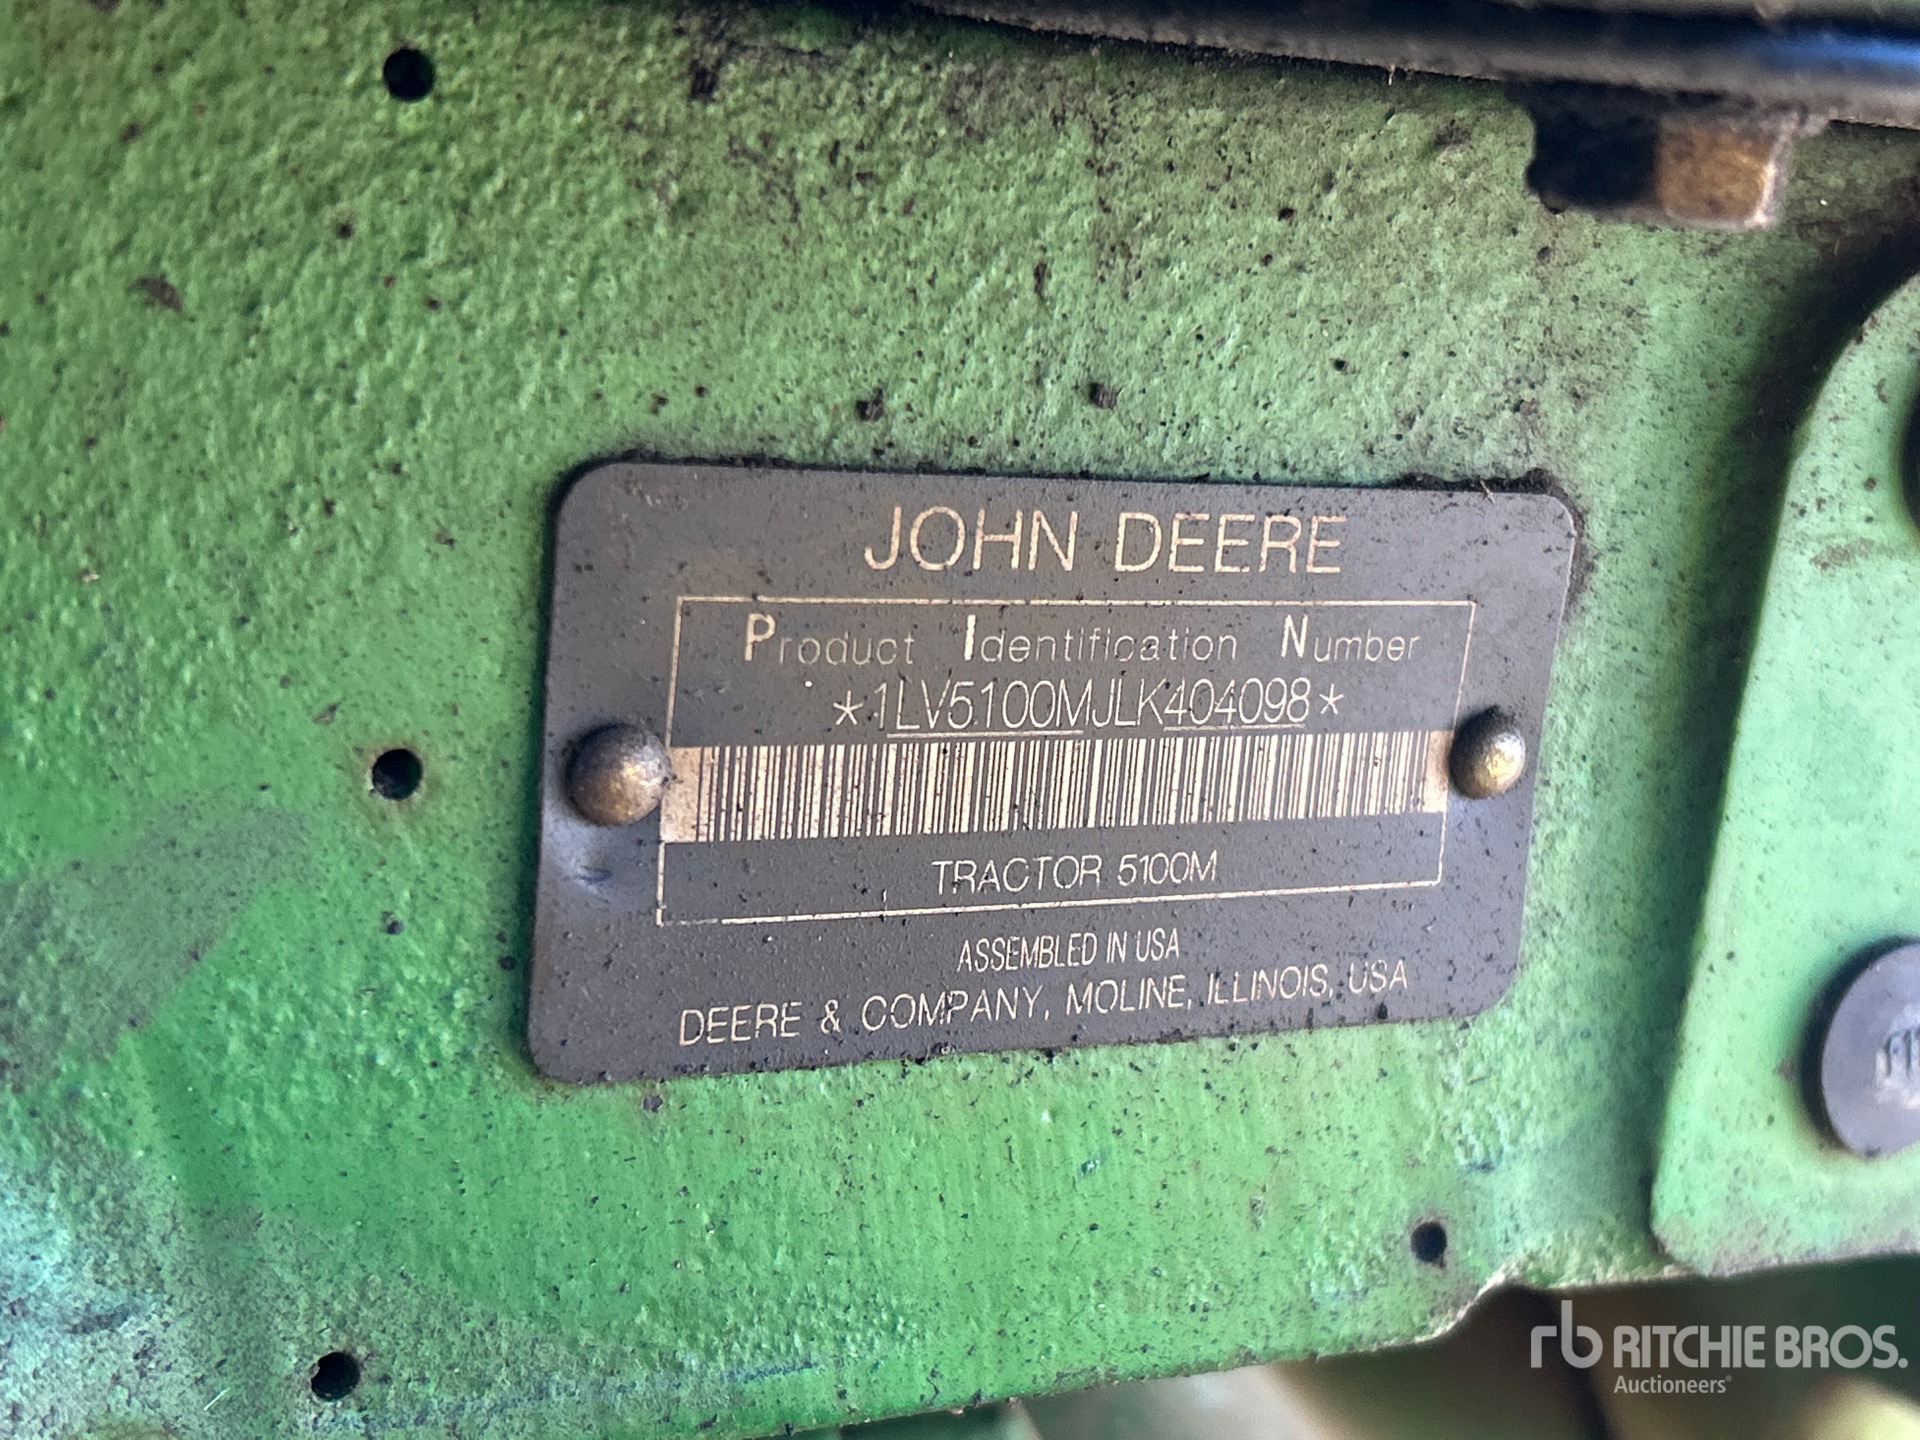 JOHN DEERE
Product Identification Number
*1LV5100MJLK404098*
TRACTOR 5100M
ASSEMBLED IN USA
DEERE & COMPANY, MOLINE, ILLINOIS, USA
rb RITCHIE BROS.
Auctioneers